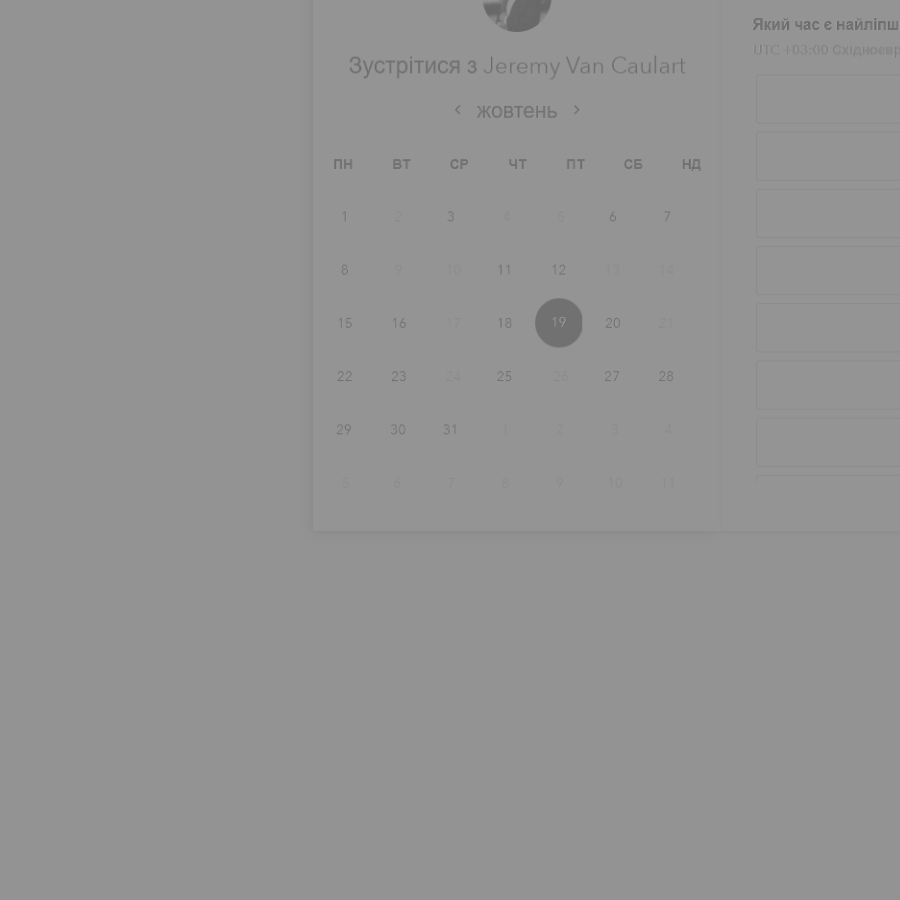 Зустрітися з Jeremy Van Caulart
жовтень
ПН ВТ СР ЧТ ПТ СБ НД
1 2 3 4 5 6 7
8 9 10 11 12 13 14
15 16 17 18 19 20 21
22 23 24 25 26 27 28
29 30 31 1 2 3 4
5 6 7 8 9 10 11
Який час є найліпш
UTC +03:00 Східноєвр